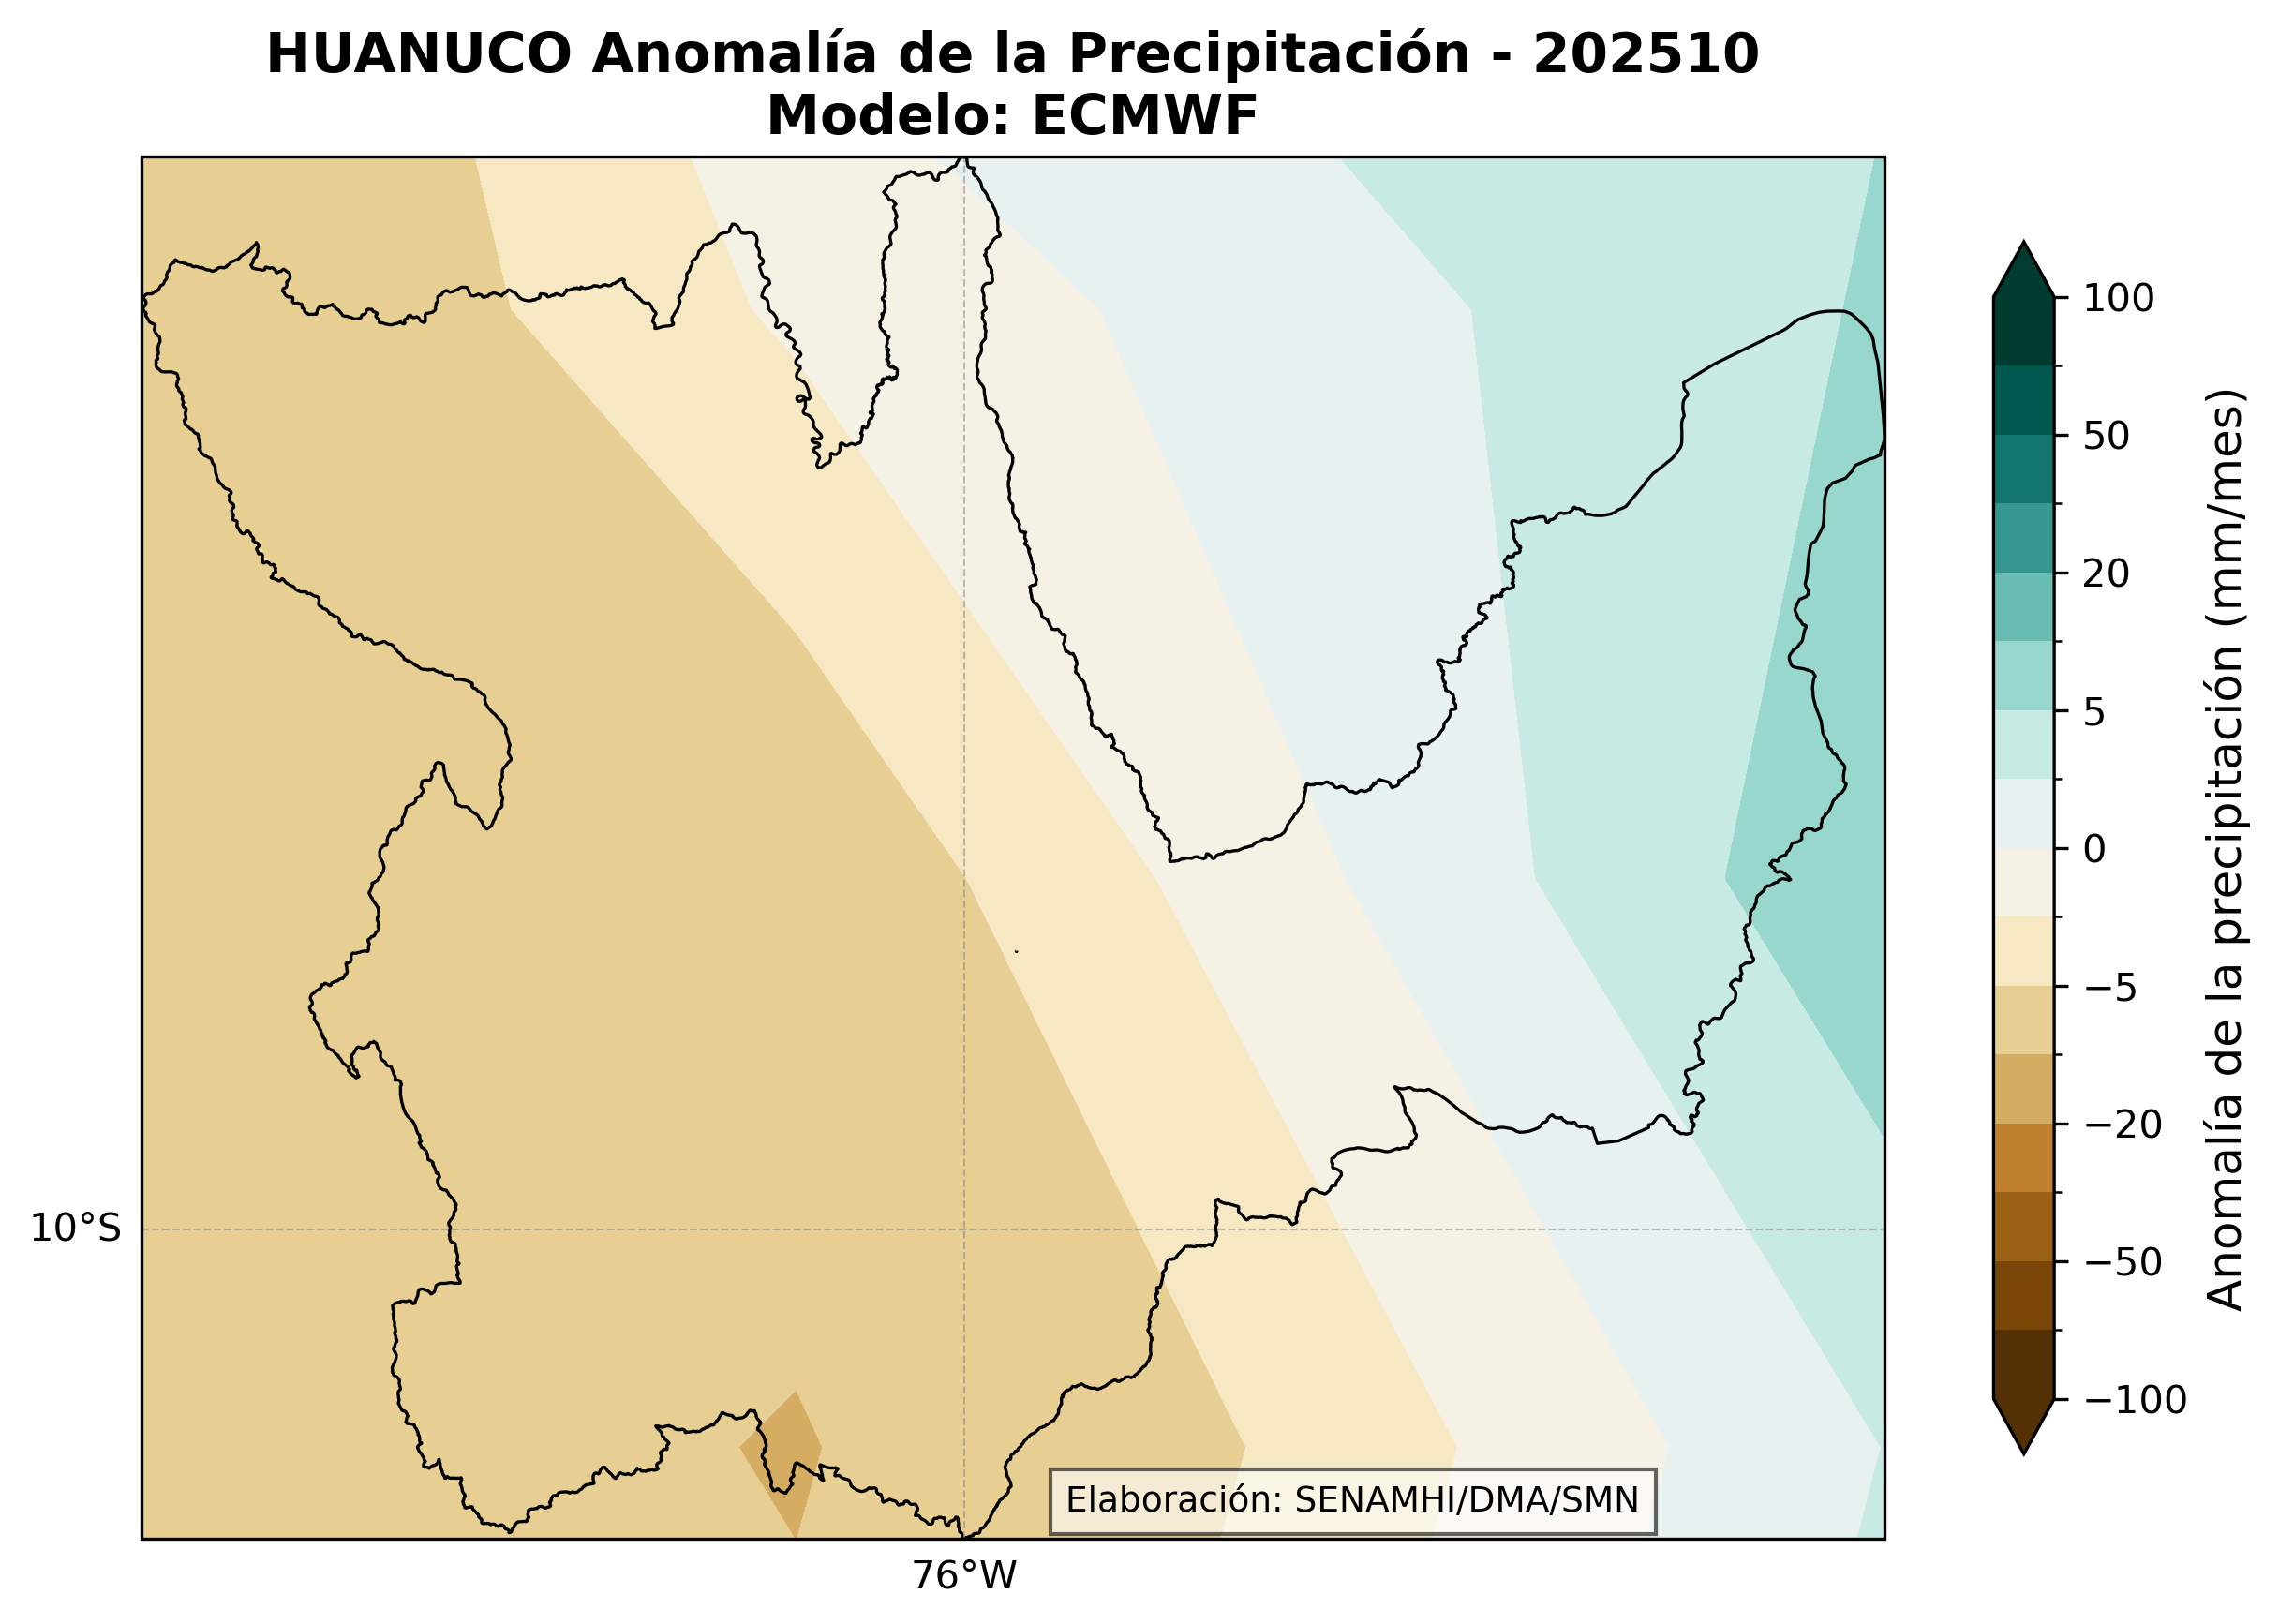 HUANUCO Anomalía de la Precipitación - 202510
Modelo: ECMWF
100
50
20
5
0
−5
−20
−50
−100
Anomalía de la precipitación (mm/mes)
10°S
76°W
Elaboración: SENAMHI/DMA/SMN